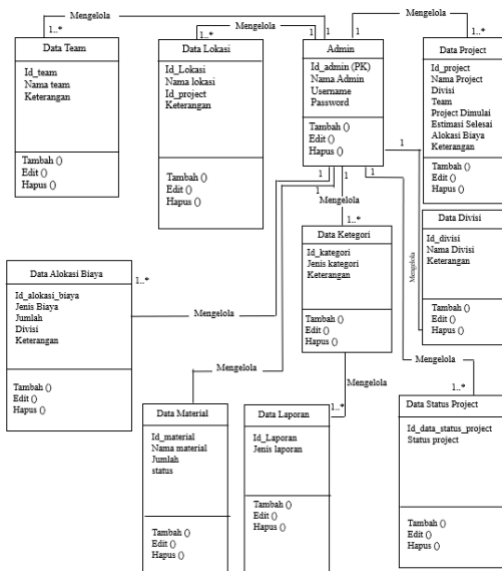 Mengelola
1..*
1
Data Team
Id_team
Nama team
Keterangan
Tambah ()
Edit ()
Hapus ()
Mengelola
1..*
1
Data Lokasi
Id_Lokasi
Nama lokasi
Id_project
Keterangan
Tambah ()
Edit ()
Hapus ()
Admin
Id_admin (PK)
Nama Admin
Username
Password
Tambah ()
Edit ()
Hapus ()
Mengelola
1
1..*
Data Project
Id_project
Nama Project
Divisi
Team
Project Dimulai
Estimasi Selesai
Alokasi Biaya
Keterangan
Tambah ()
Edit ()
Hapus ()
1
1
1
1
1
Mengelola
1..*
Data Ketegori
Id_kategori
Jenis kategori
Keterangan
Tambah ()
Edit ()
Hapus ()
Mengelola
Data Divisi
Id_divisi
Nama Divisi
Keterangan
Tambah ()
Edit ()
Hapus ()
1..*
Data Alokasi Biaya
Id_alokasi_biaya
Jenis Biaya
Jumlah
Divisi
Keterangan
Tambah ()
Edit ()
Hapus ()
Mengelola
Mengelola
Data Material
Id_material
Nama material
Jumlah
status
Tambah ()
Edit ()
Hapus ()
Mengelola
1..*
Data Laporan
Id_Laporan
Jenis laporan
Tambah ()
Edit ()
Hapus ()
Mengelola
1..*
Data Status Project
Id_data_status_project
Status project
Tambah ()
Edit ()
Hapus ()